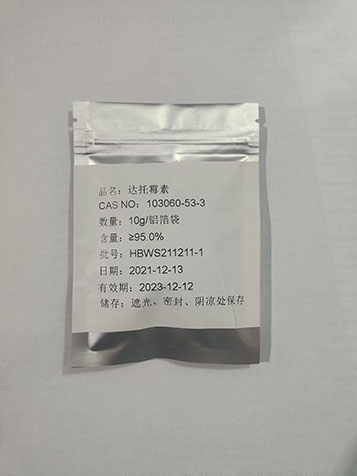 品名：达托霉素
CAS NO：103060-53-3
数量：10g/铝箔袋
含量：≥95.0%
批号：HBWS211211-1
日期：2021-12-13
有效期：2023-12-12
储存：遮光、密封、阴凉处保存